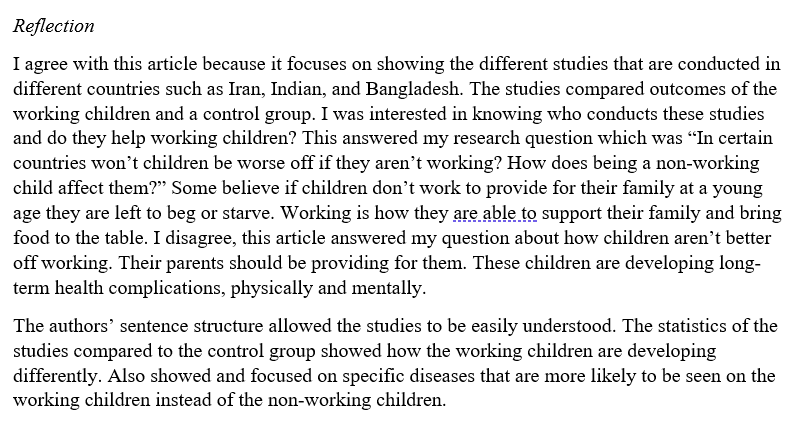 Reflection
I agree with this article because it focuses on showing the different studies that are conducted in
different countries such as Iran, Indian, and Bangladesh. The studies compared outcomes of the
working children and a control group. I was interested in knowing who conducts these studies
and do they help working children? This answered my research question which was “In certain
countries won’t children be worse off if they aren’t working? How does being a non-working
child affect them?” Some believe if children don’t work to provide for their family at a young
age they are left to beg or starve. Working is how they are able to support their family and bring
food to the table. I disagree, this article answered my question about how children aren’t better
off working. Their parents should be providing for them. These children are developing long-
term health complications, physically and mentally.
The authors’ sentence structure allowed the studies to be easily understood. The statistics of the
studies compared to the control group showed how the working children are developing
differently. Also showed and focused on specific diseases that are more likely to be seen on the
working children instead of the non-working children.